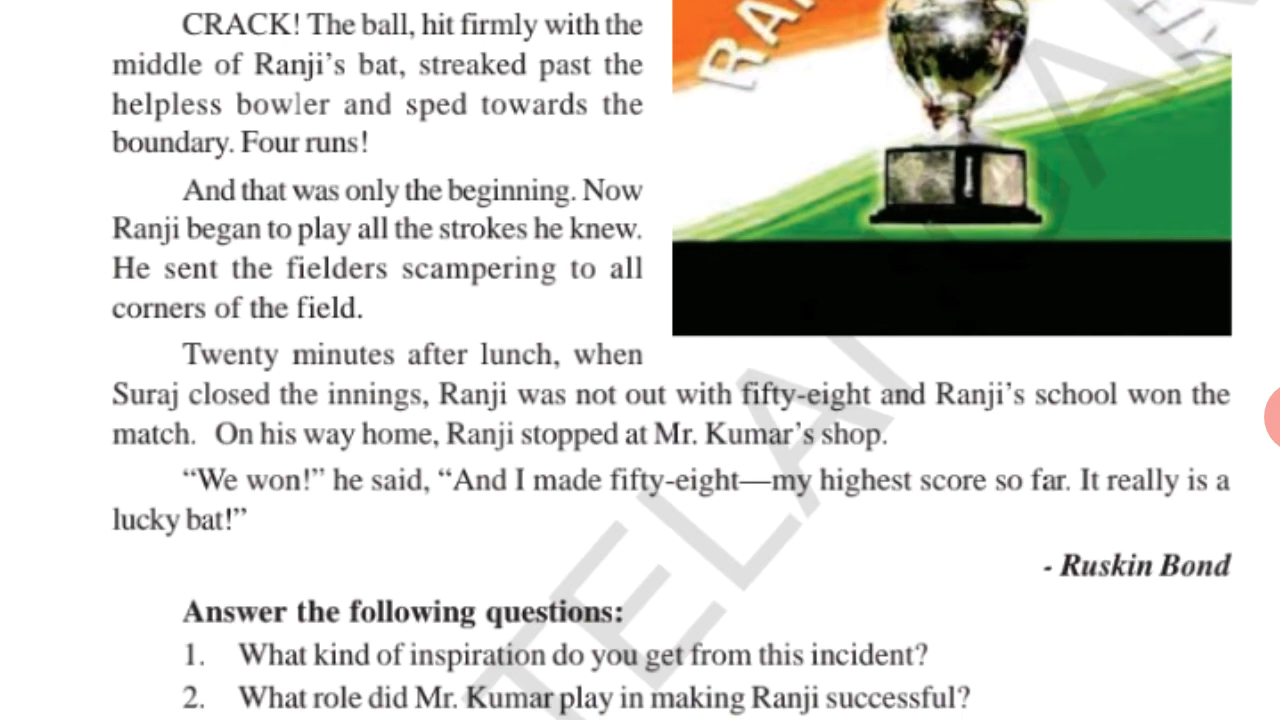 CRACK! The ball, hit firmly with the
middle of Ranji's bat, streaked past the
helpless bowler and sped towards the
boundary. Four runs!
And that was only the beginning. Now
Ranji began to play all the strokes he knew.
He sent the fielders scampering to all
corners of the field.
Twenty minutes after lunch, when
Suraj closed the innings, Ranji was not out with fifty-eight and Ranji's school won the
match. On his way home, Ranji stopped at Mr. Kumar's shop.
“We won!” he said, “And I made fifty-eight—my highest score so far. It really is a
lucky bat!”
- Ruskin Bond
Answer the following questions:
1. What kind of inspiration do you get from this incident?
2. What role did Mr. Kumar play in making Ranji successful?